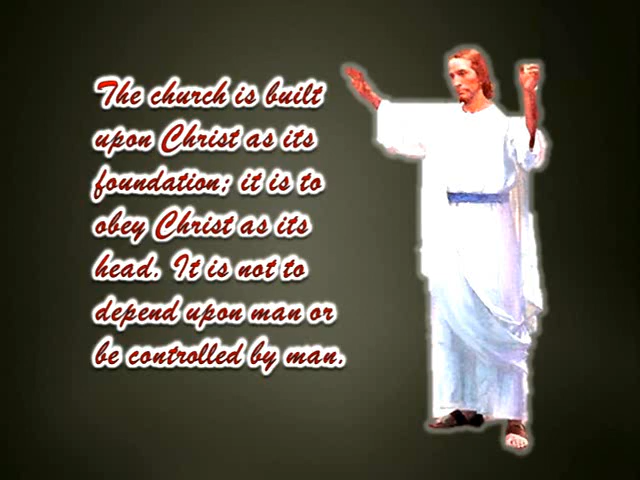 The church is built
upon Christ as its
foundation; it is to
obey Christ as its
head. It is not to
depend upon man or
be controlled by man.